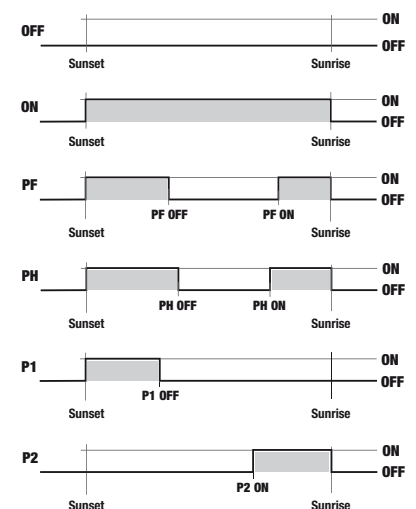 ON
OFF
OFF
Sunset Sunrise
ON
ON
OFF
Sunset Sunrise
PF
ON
OFF
PF OFF PF ON
Sunset Sunrise
PH
ON
OFF
PH OFF PH ON
Sunset Sunrise
P1
ON
OFF
P1 OFF
Sunset Sunrise
P2
ON
OFF
P2 ON
Sunset Sunrise